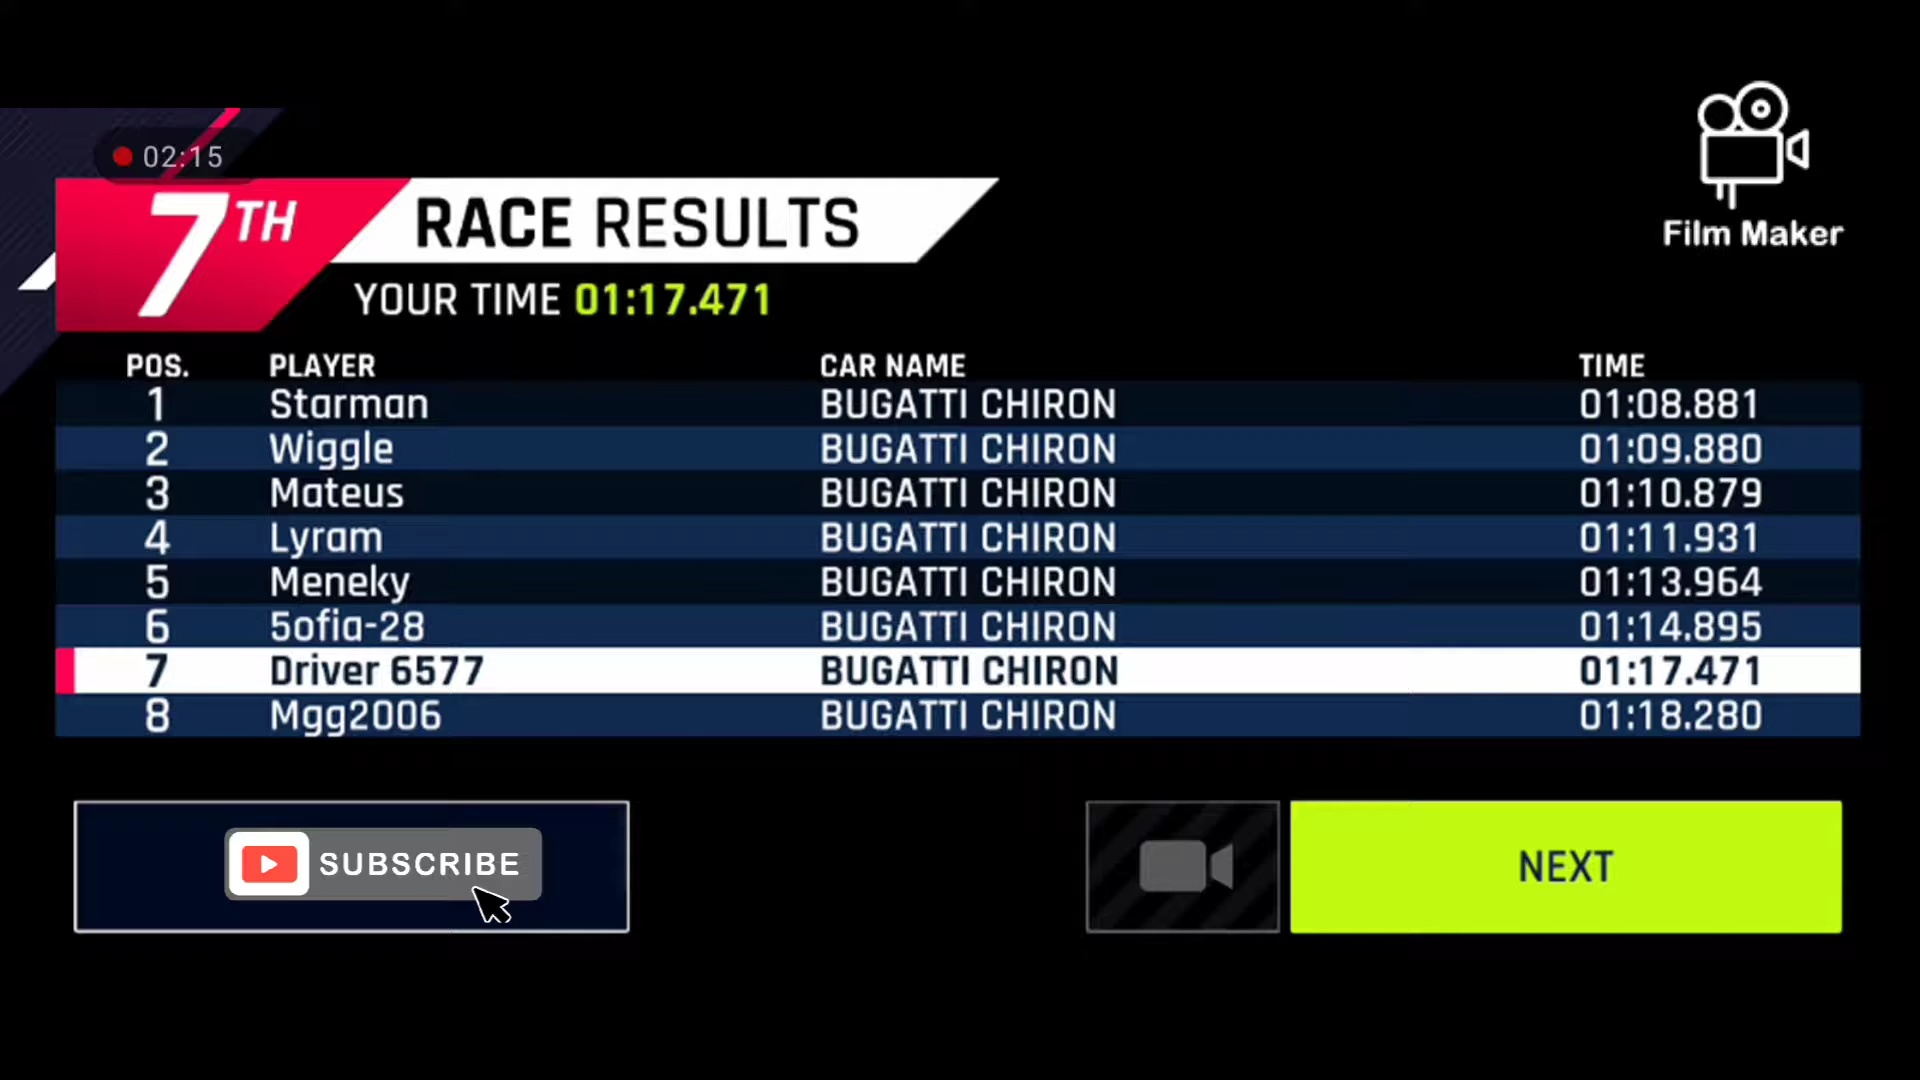 02:15
Film Maker
7TH
RACE RESULTS
YOUR TIME 01:17.471
POS. PLAYER CAR NAME TIME
1 Starman BUGATTI CHIRON 01:08.881
2 Wiggle BUGATTI CHIRON 01:09.880
3 Mateus BUGATTI CHIRON 01:10.879
4 Lyram BUGATTI CHIRON 01:11.931
5 Meneky BUGATTI CHIRON 01:13.964
6 5ofia-28 BUGATTI CHIRON 01:14.895
7 Driver 6577 BUGATTI CHIRON 01:17.471
8 Mgg2006 BUGATTI CHIRON 01:18.280
SUBSCRIBE
NEXT